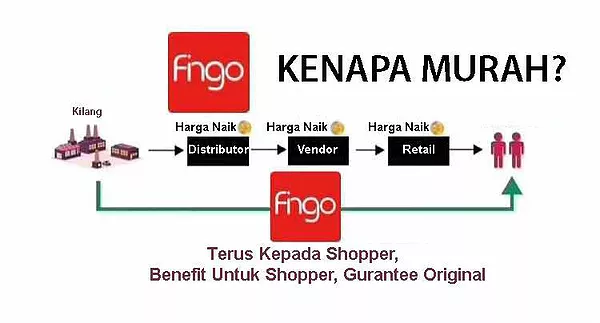 Fingo
KENAPA MURAH?
Kilang
Harga Naik Harga Naik Harga Naik
Distributor Vendor Retail
Fingo
Terus Kepada Shopper,
Benefit Untuk Shopper, Gurantee Original